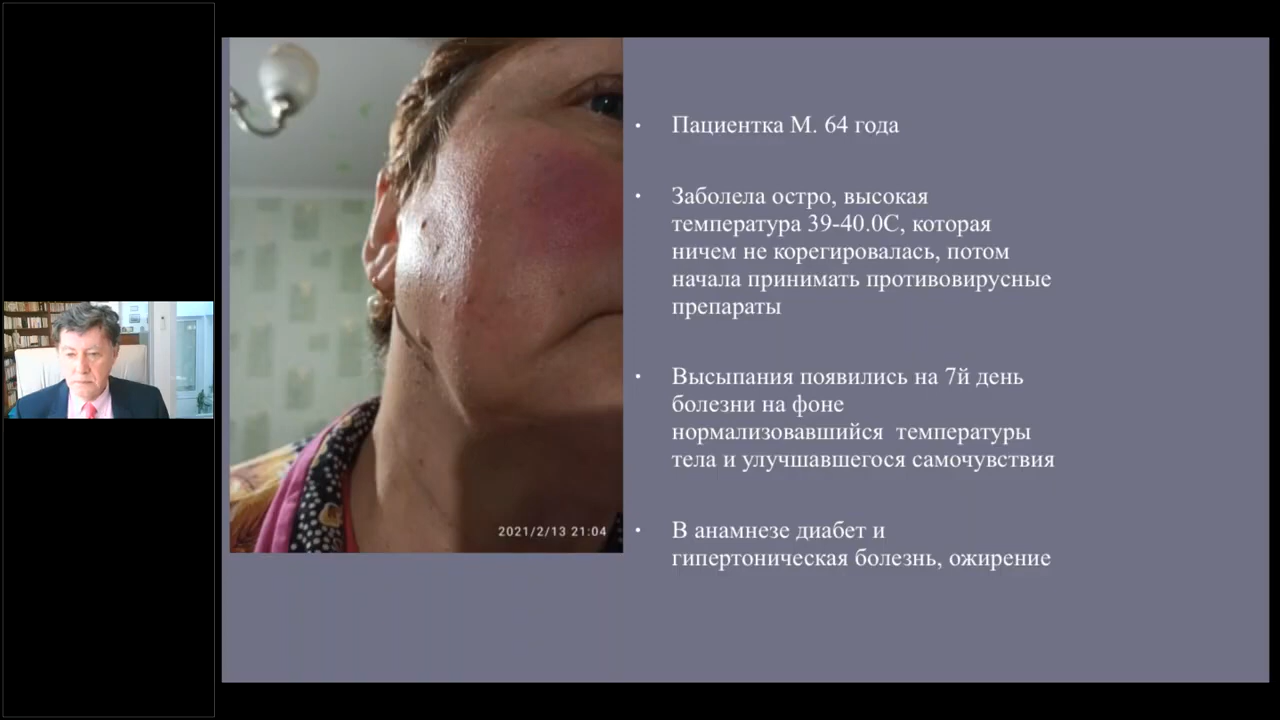 • Пациентка М. 64 года
• Заболела остро, высокая
температура 39-40.0С, которая
ничем не корегировалась, потом
начала принимать противовирусные
препараты
• Высыпания появились на 7й день
болезни на фоне
нормализовавшийся температуры
тела и улучшавшегося самочувствия
• В анамнезе диабет и
гипертоническая болезнь, ожирение
2021/2/13 21:04